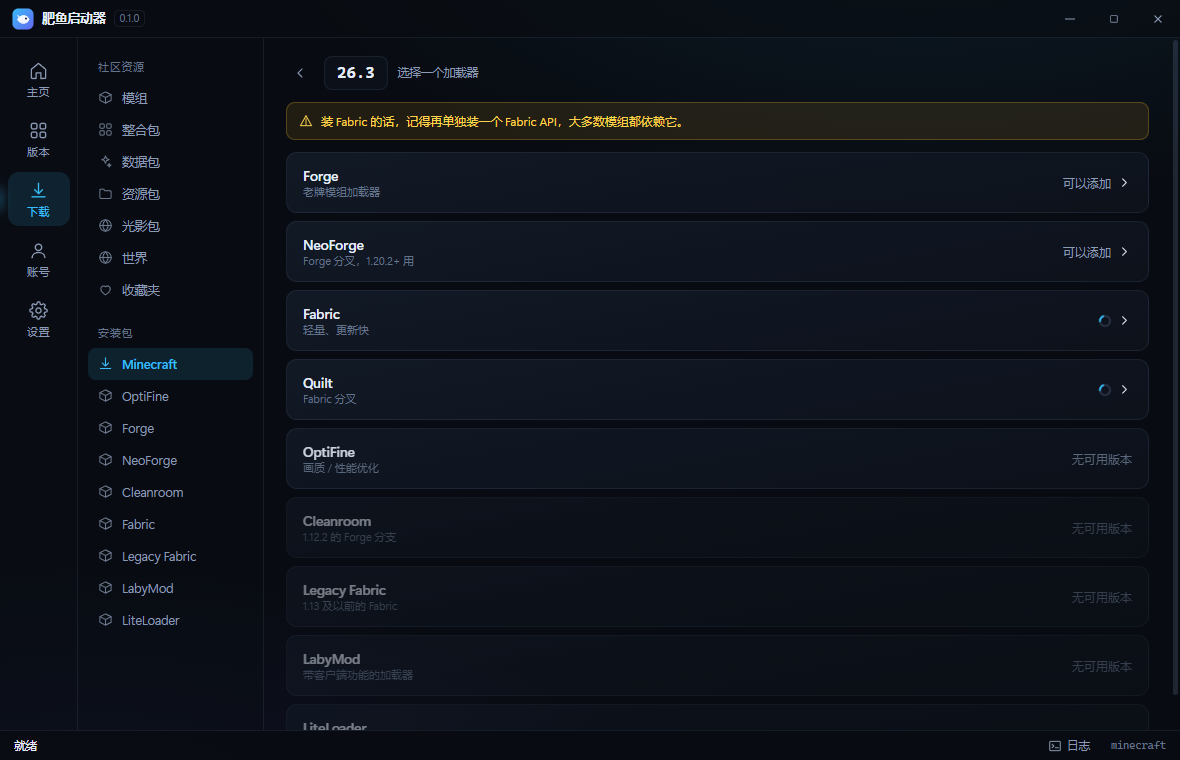 肥鱼启动器 0.1.0
主页
版本
下载
账号
设置
社区资源
模组
整合包
数据包
资源包
光影包
世界
收藏夹
安装包
Minecraft
OptiFine
Forge
NeoForge
Cleanroom
Fabric
Legacy Fabric
LabyMod
LiteLoader
26.3 选择一个加载器
装 Fabric 的话，记得再单独装一个 Fabric API，大多数模组都依赖它。
Forge
老牌模组加载器
可以添加
NeoForge
Forge 分叉，1.20.2+ 用
可以添加
Fabric
轻量、更新快
Quilt
Fabric 分叉
OptiFine
画质 / 性能优化
无可用版本
Cleanroom
1.12.2 的 Forge 分支
无可用版本
Legacy Fabric
1.13 及以前的 Fabric
无可用版本
LabyMod
带客户端功能的加载器
无可用版本
LiteLoader
就绪
日志 minecraft